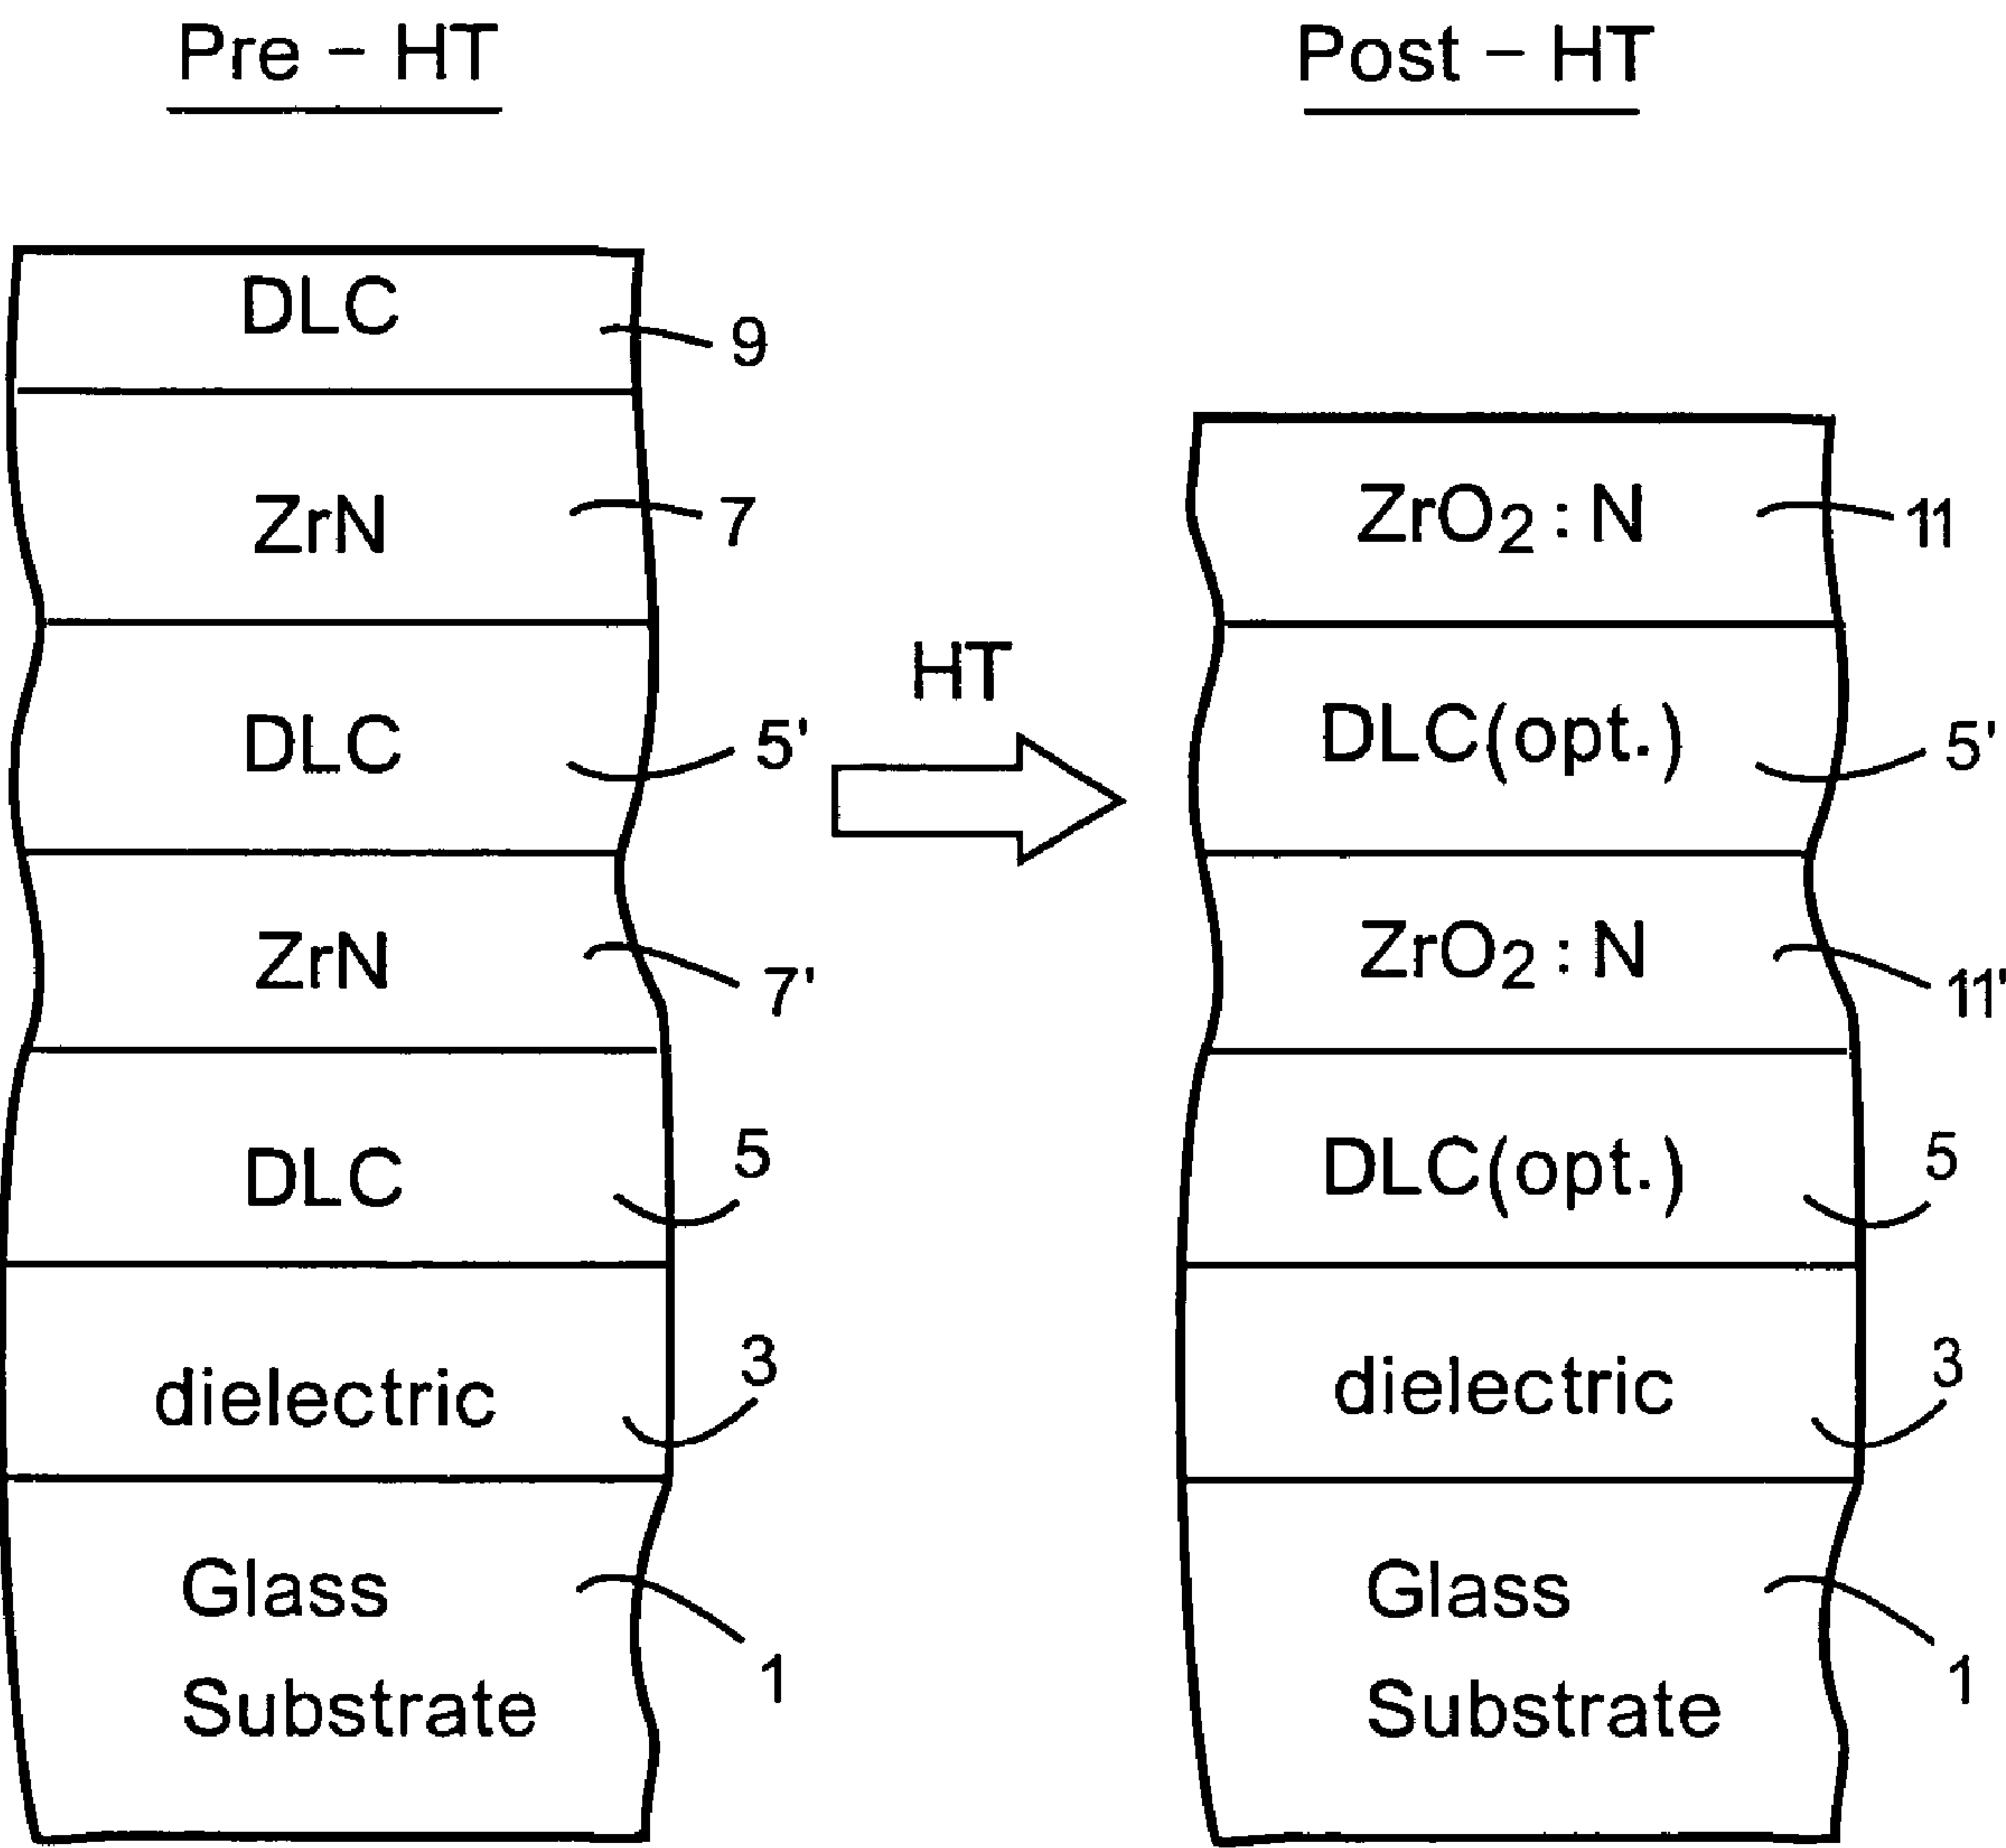 Pre - HT
DLC
9
ZrN
7
DLC
5'
ZrN
7'
DLC
5
dielectric
3
Glass
Substrate
1
HT
Post - HT
ZrO2 : N
11
DLC(opt.)
5'
ZrO2 : N
11'
DLC(opt.)
5
dielectric
3
Glass
Substrate
1